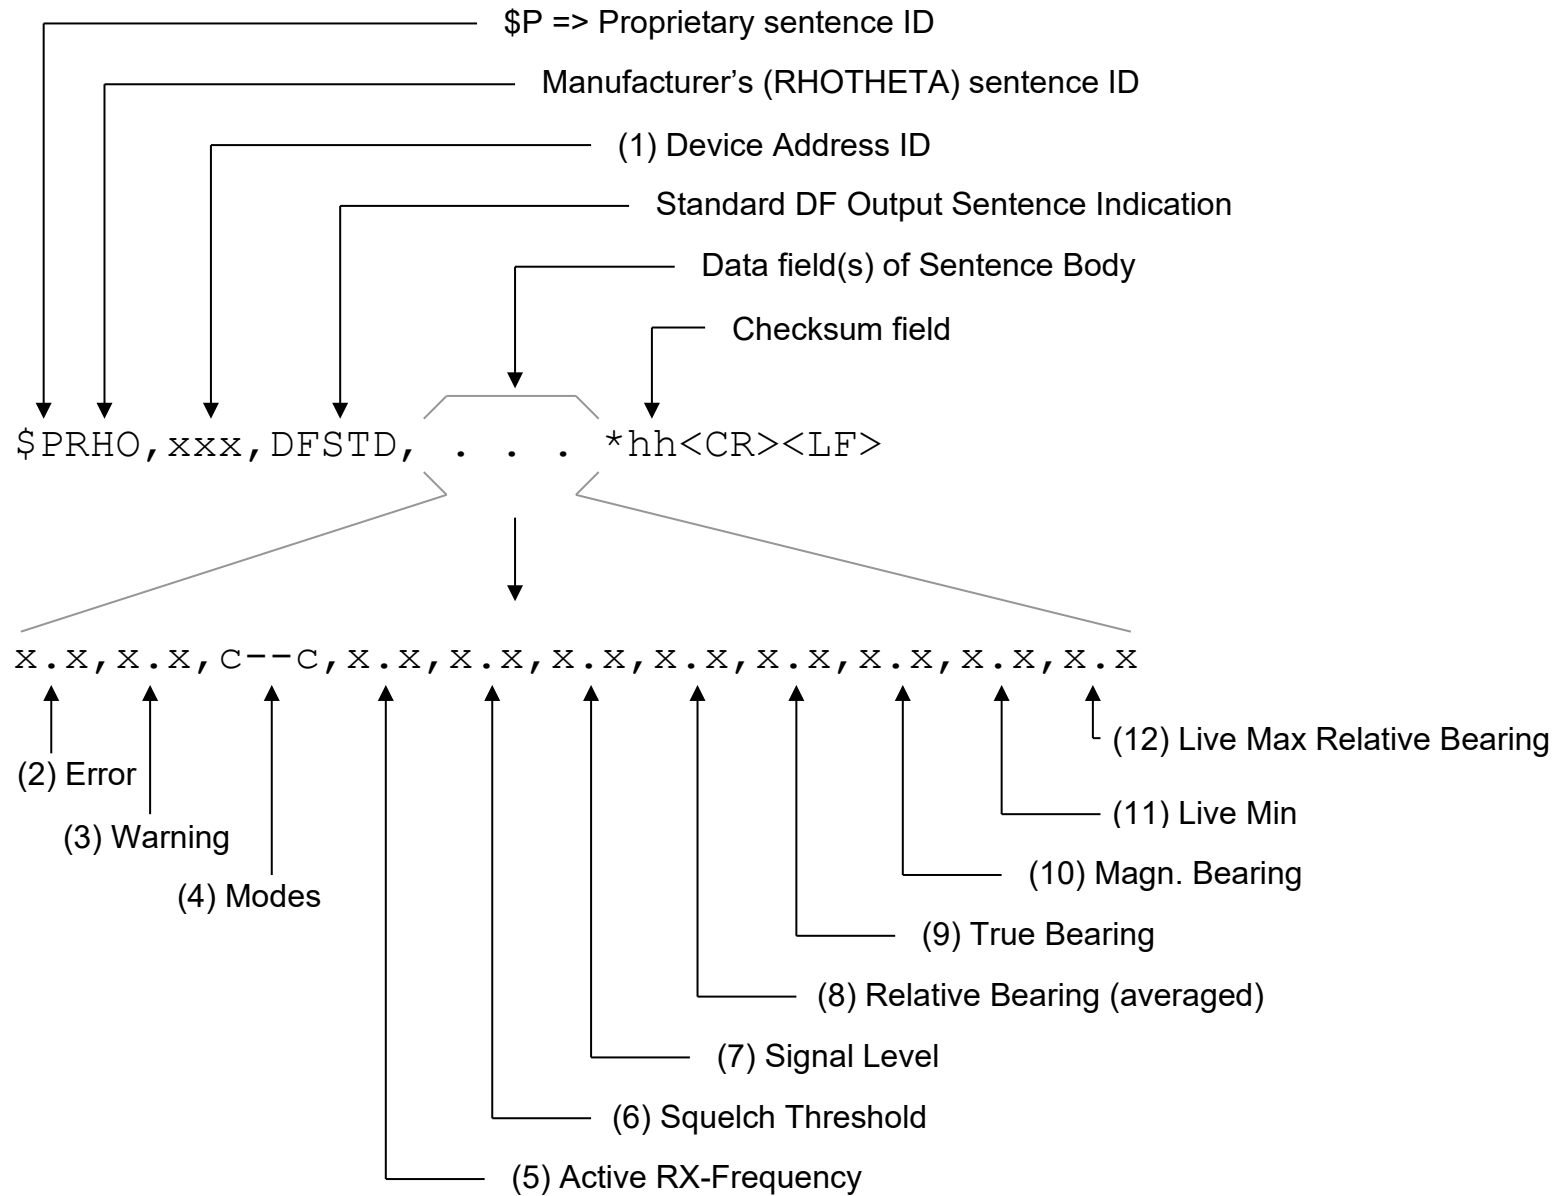 $P => Proprietary sentence ID
Manufacturer’s (RHOTHETA) sentence ID
(1) Device Address ID
Standard DF Output Sentence Indication
Data field(s) of Sentence Body
Checksum field
$PRHO,xxx,DFSTD, . . . *hh<CR><LF>
x.x,x.x,c--c,x.x,x.x,x.x,x.x,x.x,x.x,x.x,x.x
(12) Live Max Relative Bearing
(2) Error
(11) Live Min
(3) Warning
(10) Magn. Bearing
(4) Modes
(9) True Bearing
(8) Relative Bearing (averaged)
(7) Signal Level
(6) Squelch Threshold
(5) Active RX-Frequency